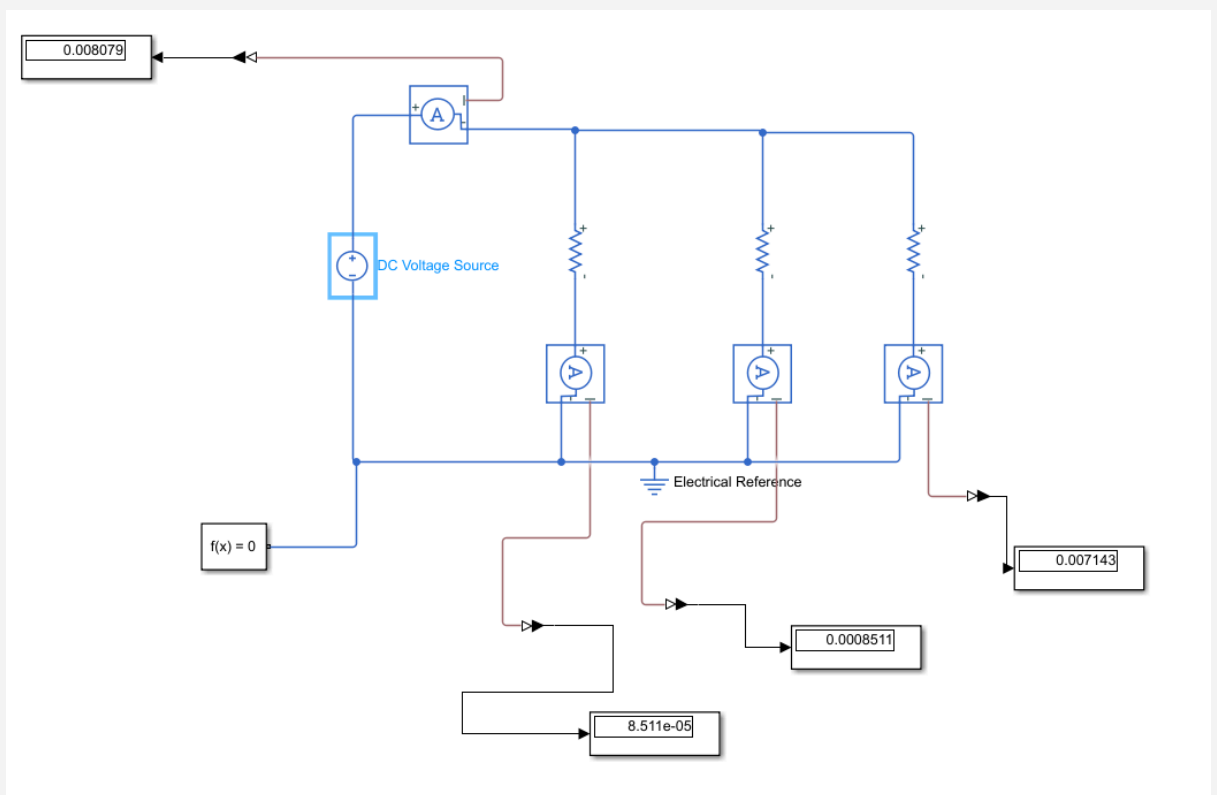 0.008079
A
DC Voltage Source
A
A
A
Electrical Reference
f(x) = 0
0.007143
0.0008511
8.511e-05